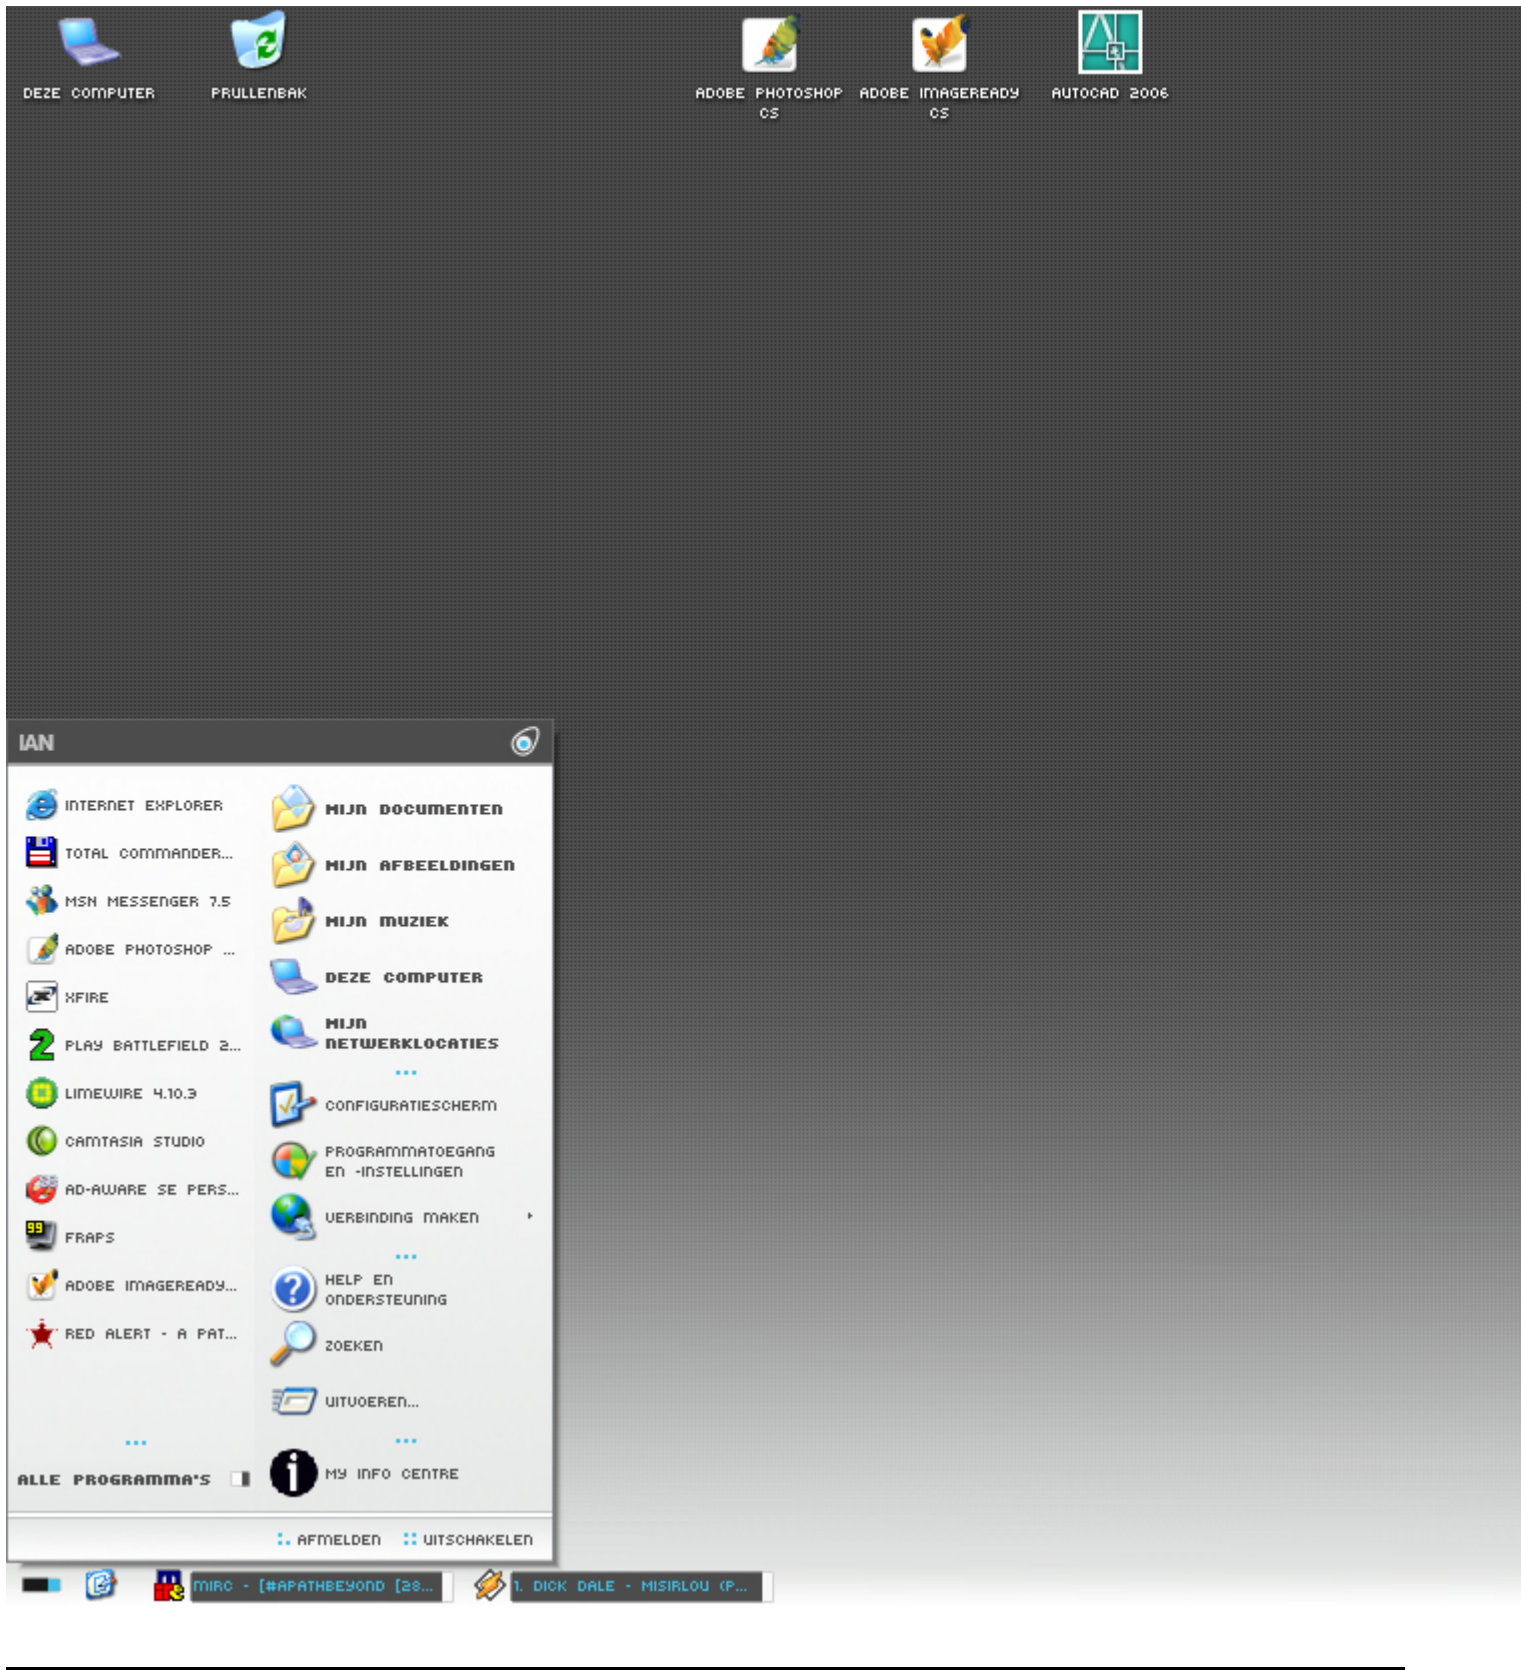 DEZE COMPUTER
PRULLENBAK
ADOBE PHOTOSHOP
CS
ADOBE IMAGEREADY
CS
AUTOCAD 2006
IAN
INTERNET EXPLORER
TOTAL COMMANDER...
MSN MESSENGER 7.5
ADOBE PHOTOSHOP ...
XFIRE
PLAY BATTLEFIELD 2...
LIMEWIRE 4.10.3
CAMTASIA STUDIO
AD-AWARE SE PERS...
99
FRAPS
ADOBE IMAGEREADY...
RED ALERT - A PAT...
ALLE PROGRAMMA'S
MIJN DOCUMENTEN
MIJN AFBEELDINGEN
MIJN MUZIEK
DEZE COMPUTER
MIJN
NETWERKLOCATIES
CONFIGURATIESCHERM
PROGRAMMATOEGANG
EN -INSTELLINGEN
VERBINDING MAKEN
HELP EN
ONDERSTEUNING
ZOEKEN
UITVOEREN...
MY INFO CENTRE
AFMELDEN
UITSCHAKELEN
MIRC - [#APATHBEYOND [28...
1. DICK DALE - MISIRLOU (P...